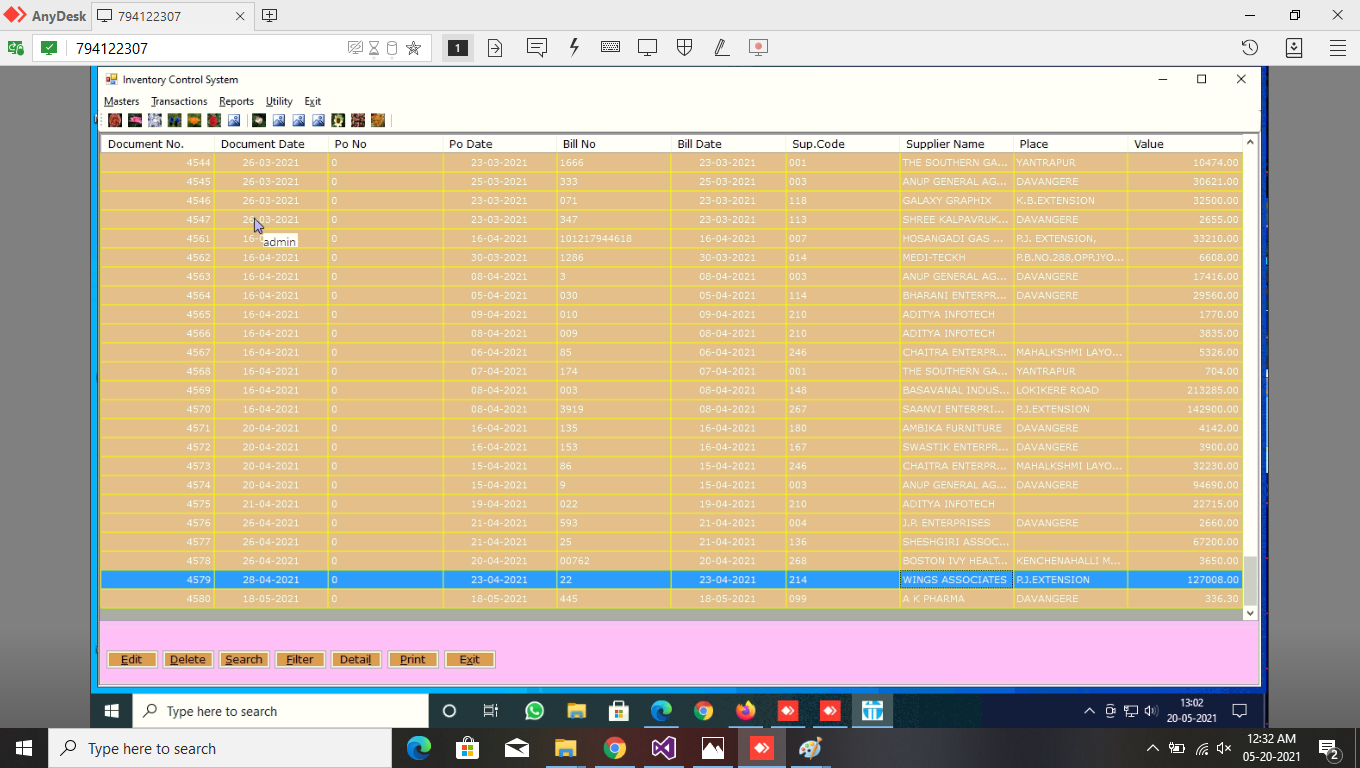 AnyDesk 794122307
794122307 1
Inventory Control System
Masters Transactions Reports Utility Exit
Document No. Document Date Po No Po Date Bill No Bill Date Sup.Code Supplier Name Place Value
4544 26-03-2021 0 23-03-2021 1666 23-03-2021 001 THE SOUTHERN GA... YANTRAPUR 10474.00
4545 26-03-2021 0 25-03-2021 333 25-03-2021 003 ANUP GENERAL AG... DAVANGERE 30621.00
4546 26-03-2021 0 23-03-2021 071 23-03-2021 118 GALAXY GRAPHIX K.B.EXTENSION 32500.00
4547 26-03-2021 0 23-03-2021 347 23-03-2021 113 SHREE KALPAVRUK... DAVANGERE 2655.00
4561 0 16-04-2021 101217944618 16-04-2021 007 HOSANGADI GAS ... P.J. EXTENSION, 33210.00
admin
4562 16-04-2021 0 30-03-2021 1286 30-03-2021 014 MEDI-TECKH P.B.NO.288,OPP.JYO... 6608.00
4563 16-04-2021 0 08-04-2021 3 08-04-2021 003 ANUP GENERAL AG... DAVANGERE 17416.00
4564 16-04-2021 0 05-04-2021 030 05-04-2021 114 BHARANI ENTERPR... DAVANGERE 29560.00
4565 16-04-2021 0 09-04-2021 010 09-04-2021 210 ADITYA INFOTECH 1770.00
4566 16-04-2021 0 08-04-2021 009 08-04-2021 210 ADITYA INFOTECH 3835.00
4567 16-04-2021 0 06-04-2021 85 06-04-2021 246 CHAITRA ENTERPR... MAHALKSHMI LAYO... 5326.00
4568 16-04-2021 0 07-04-2021 174 07-04-2021 001 THE SOUTHERN GA... YANTRAPUR 704.00
4569 16-04-2021 0 08-04-2021 003 08-04-2021 148 BASAVANAL INDUS... LOKIKERE ROAD 213285.00
4570 16-04-2021 0 08-04-2021 3919 08-04-2021 267 SAANVI ENTERPRI... P.J.EXTENSION 142900.00
4571 20-04-2021 0 16-04-2021 135 16-04-2021 180 AMBIKA FURNITURE DAVANGERE 4142.00
4572 20-04-2021 0 16-04-2021 153 16-04-2021 167 SWASTIK ENTERPR... DAVANGERE 3900.00
4573 20-04-2021 0 15-04-2021 86 15-04-2021 246 CHAITRA ENTERPR... MAHALKSHMI LAYO... 32230.00
4574 20-04-2021 0 15-04-2021 9 15-04-2021 003 ANUP GENERAL AG... DAVANGERE 94690.00
4575 21-04-2021 0 19-04-2021 022 19-04-2021 210 ADITYA INFOTECH 22715.00
4576 26-04-2021 0 21-04-2021 593 21-04-2021 004 J.P. ENTERPRISES DAVANGERE 2660.00
4577 26-04-2021 0 21-04-2021 25 21-04-2021 136 SHESHGIRI ASSOC... 67200.00
4578 26-04-2021 0 20-04-2021 00762 20-04-2021 268 BOSTON IVY HEALT... KENCHENAHALLI M... 3650.00
4579 28-04-2021 0 23-04-2021 22 23-04-2021 214 WINGS ASSOCIATES P.J.EXTENSION 127008.00
4580 18-05-2021 0 18-05-2021 445 18-05-2021 099 A K PHARMA DAVANGERE 336.30
Edit Delete Search Filter Detail Print Exit
Type here to search 13:02
20-05-2021
Type here to search 12:32 AM
05-20-2021 2